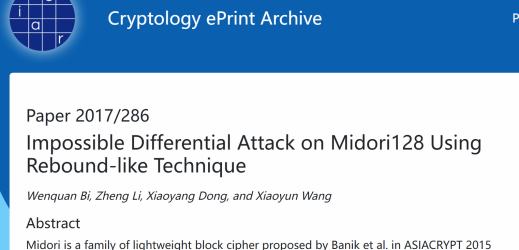 i
a
r
Cryptology ePrint Archive
P
Paper 2017/286
Impossible Differential Attack on Midori128 Using
Rebound-like Technique
Wenquan Bi, Zheng Li, Xiaoyang Dong, and Xiaoyun Wang
Abstract
Midori is a family of lightweight block cipher proposed by Banik et al. in ASIACRYPT 2015